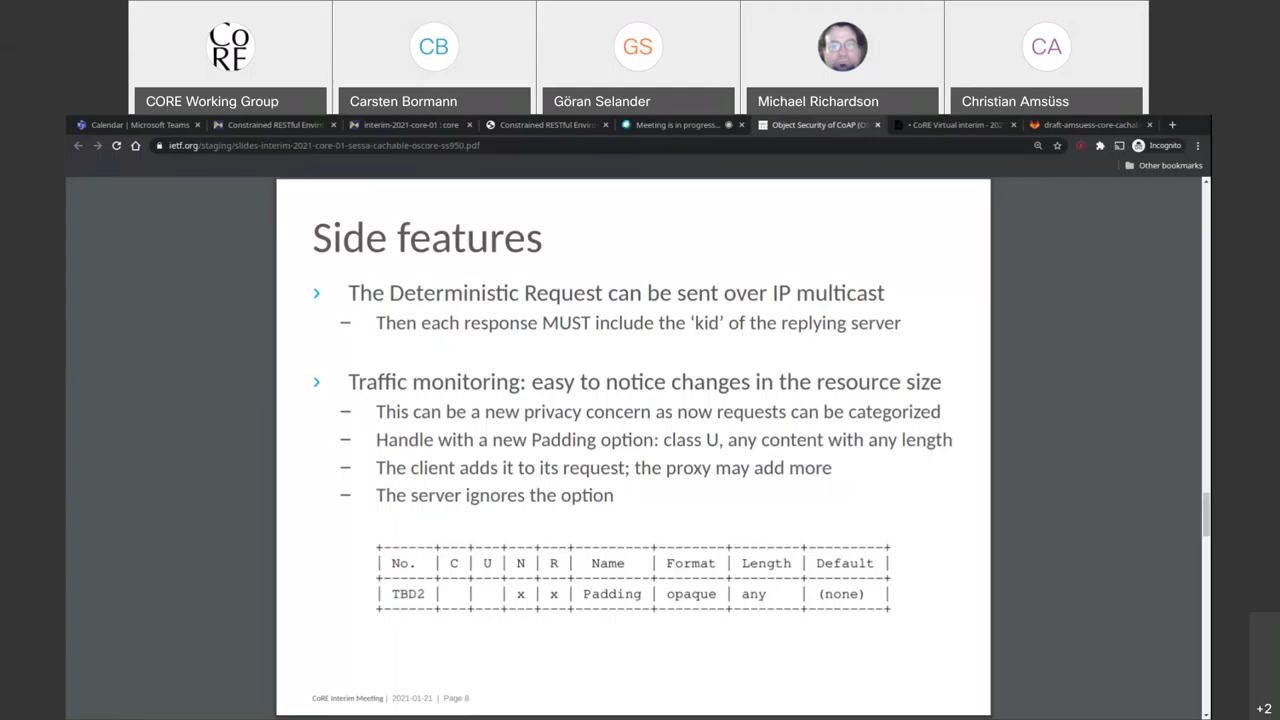 CORE
CB
GS
CA
CORE Working Group
Carsten Bormann
Göran Selander
Michael Richardson
Christian Amsüss
Calendar | Microsoft Teams
Constrained RESTful Enviro
interim-2021-core-01 : core
Constrained RESTful Enviro
Meeting is in progress...
Object Security of CoAP (O
• CoRE Virtual interim - 202
draft-amsuess-core-cachab
ietf.org/staging/slides-interim-2021-core-01-sessa-cachable-oscore-ss950.pdf
Incognito
Other bookmarks
Side features
› The Deterministic Request can be sent over IP multicast
– Then each response MUST include the ‘kid’ of the replying server
› Traffic monitoring: easy to notice changes in the resource size
– This can be a new privacy concern as now requests can be categorized
– Handle with a new Padding option: class U, any content with any length
– The client adds it to its request; the proxy may add more
– The server ignores the option
+------+---+---+---+---+---------+--------+--------+---------+
| No. | C | U | N | R | Name | Format | Length | Default |
+------+---+---+---+---+---------+--------+--------+---------+
| TBD2 | | | x | x | Padding | opaque | any | (none) |
+------+---+---+---+---+---------+--------+--------+---------+
CoRE Interim Meeting | 2021-01-21 | Page 8
+2